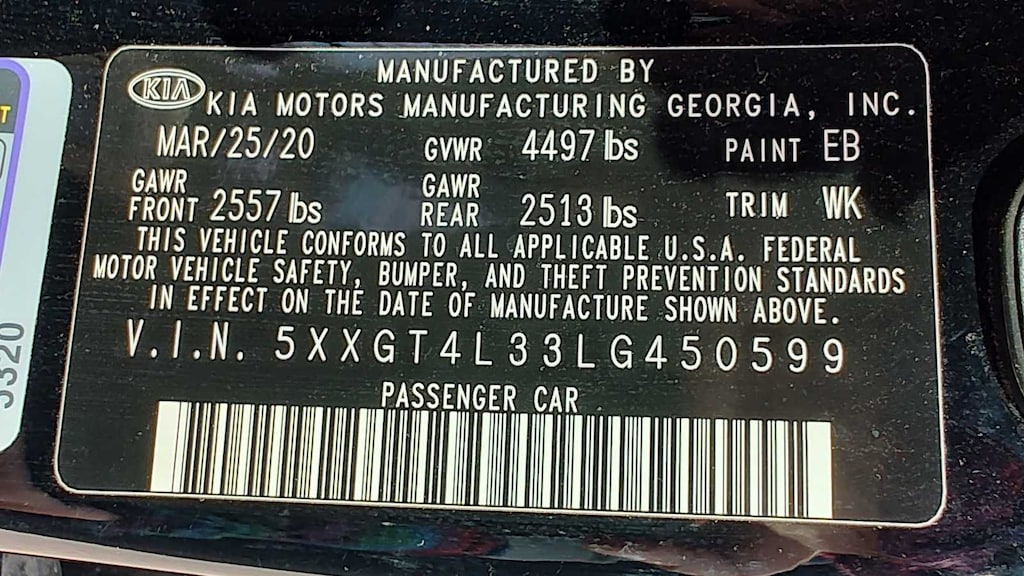 MANUFACTURED BY
KIA KIA MOTORS MANUFACTURING GEORGIA, INC.
MAR/25/20 GVWR 4497 lbs PAINT EB
GAWR FRONT 2557 lbs GAWR REAR 2513 lbs TRIM WK
THIS VEHICLE CONFORMS TO ALL APPLICABLE U.S.A. FEDERAL
MOTOR VEHICLE SAFETY, BUMPER, AND THEFT PREVENTION STANDARDS
IN EFFECT ON THE DATE OF MANUFACTURE SHOWN ABOVE.
V.I.N. 5XXGT4L33LG450599
PASSENGER CAR